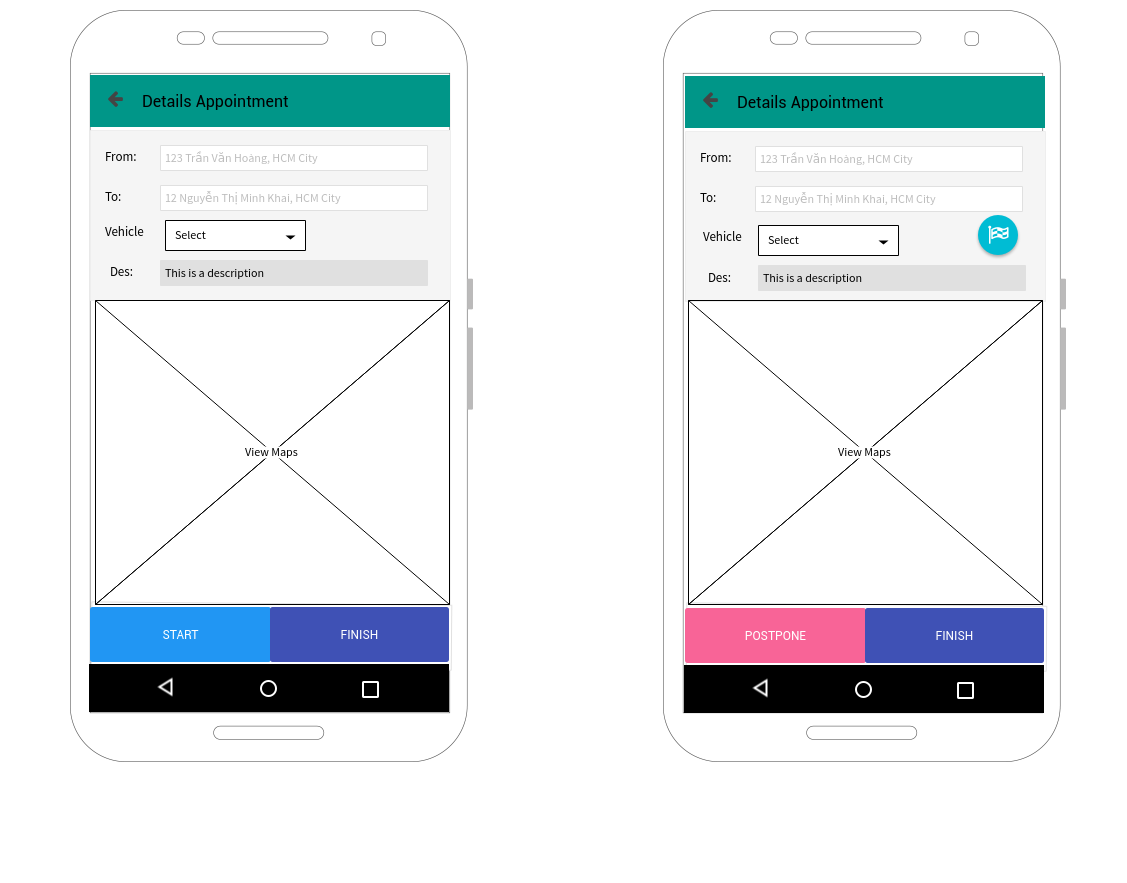 Details Appointment
From:
123 Trần Văn Hoàng, HCM City
To:
12 Nguyễn Thị Minh Khai, HCM City
Vehicle
Select
Des:
This is a description
View Maps
START
FINISH
Details Appointment
From:
123 Trần Văn Hoàng, HCM City
To:
12 Nguyễn Thị Minh Khai, HCM City
Vehicle
Select
Des:
This is a description
View Maps
POSTPONE
FINISH